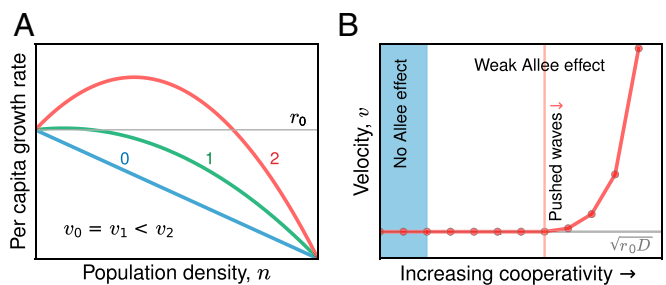 A
Per capita growth rate
r₀
0
1
2
v₀ = v₁ < v₂
Population density, n
B
Velocity, v
No Allee effect
Weak Allee effect
Pushed waves→
√r₀D
Increasing cooperativity →